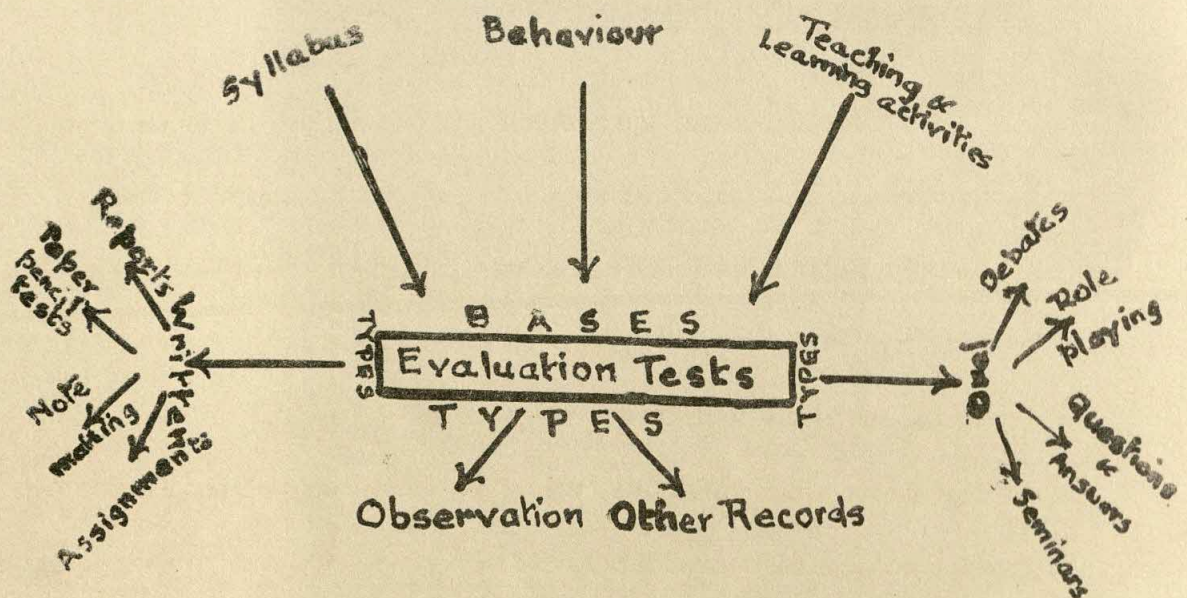 Syllabus
Behaviour
Teaching &
Learning activities
Reports
Paper
pencil
tests
Written
Note
making
Assignments
BASES
TYPES
Evaluation Tests
TYPES
TYPES
Observation
Other Records
Oral
Debates
Role
playing
Questions
&
Answers
Seminars